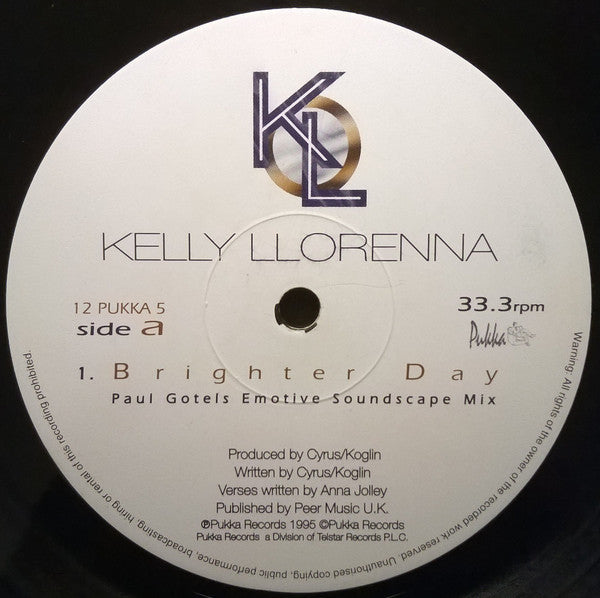 KL
KELLY LLORENNA
12 PUKKA 5
side a
33.3rpm
Pukka
1. Brighter Day
Paul Gotels Emotive Soundscape Mix
Produced by Cyrus/Koglin
Written by Cyrus/Koglin
Verses written by Anna Jolley
Published by Peer Music U.K.
℗Pukka Records 1995 ©Pukka Records
Pukka Records a Division of Telstar Records P.L.C.
Warning: All rights of the owner of the recorded work reserved. Unauthorised copying, public performance, broadcasting, hiring or rental of this recording prohibited.